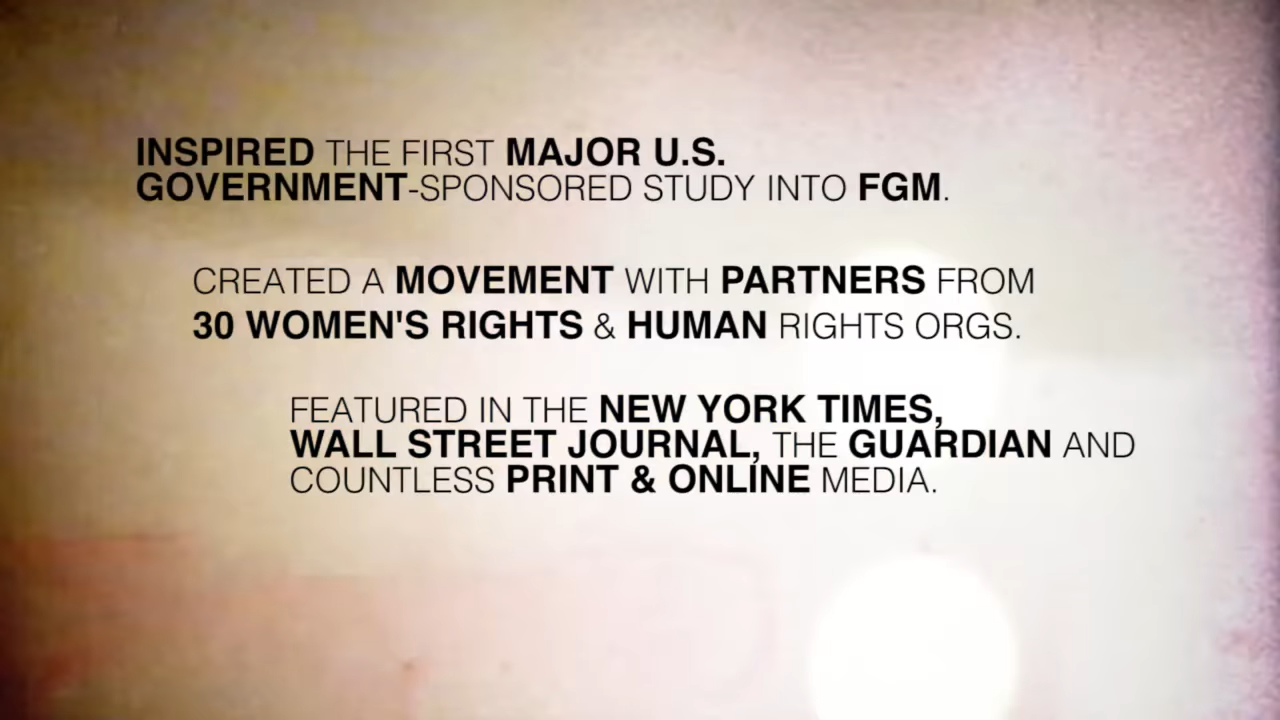 INSPIRED THE FIRST MAJOR U.S.
GOVERNMENT-SPONSORED STUDY INTO FGM.
CREATED A MOVEMENT WITH PARTNERS FROM
30 WOMEN'S RIGHTS & HUMAN RIGHTS ORGS.
FEATURED IN THE NEW YORK TIMES,
WALL STREET JOURNAL, THE GUARDIAN AND
COUNTLESS PRINT & ONLINE MEDIA.